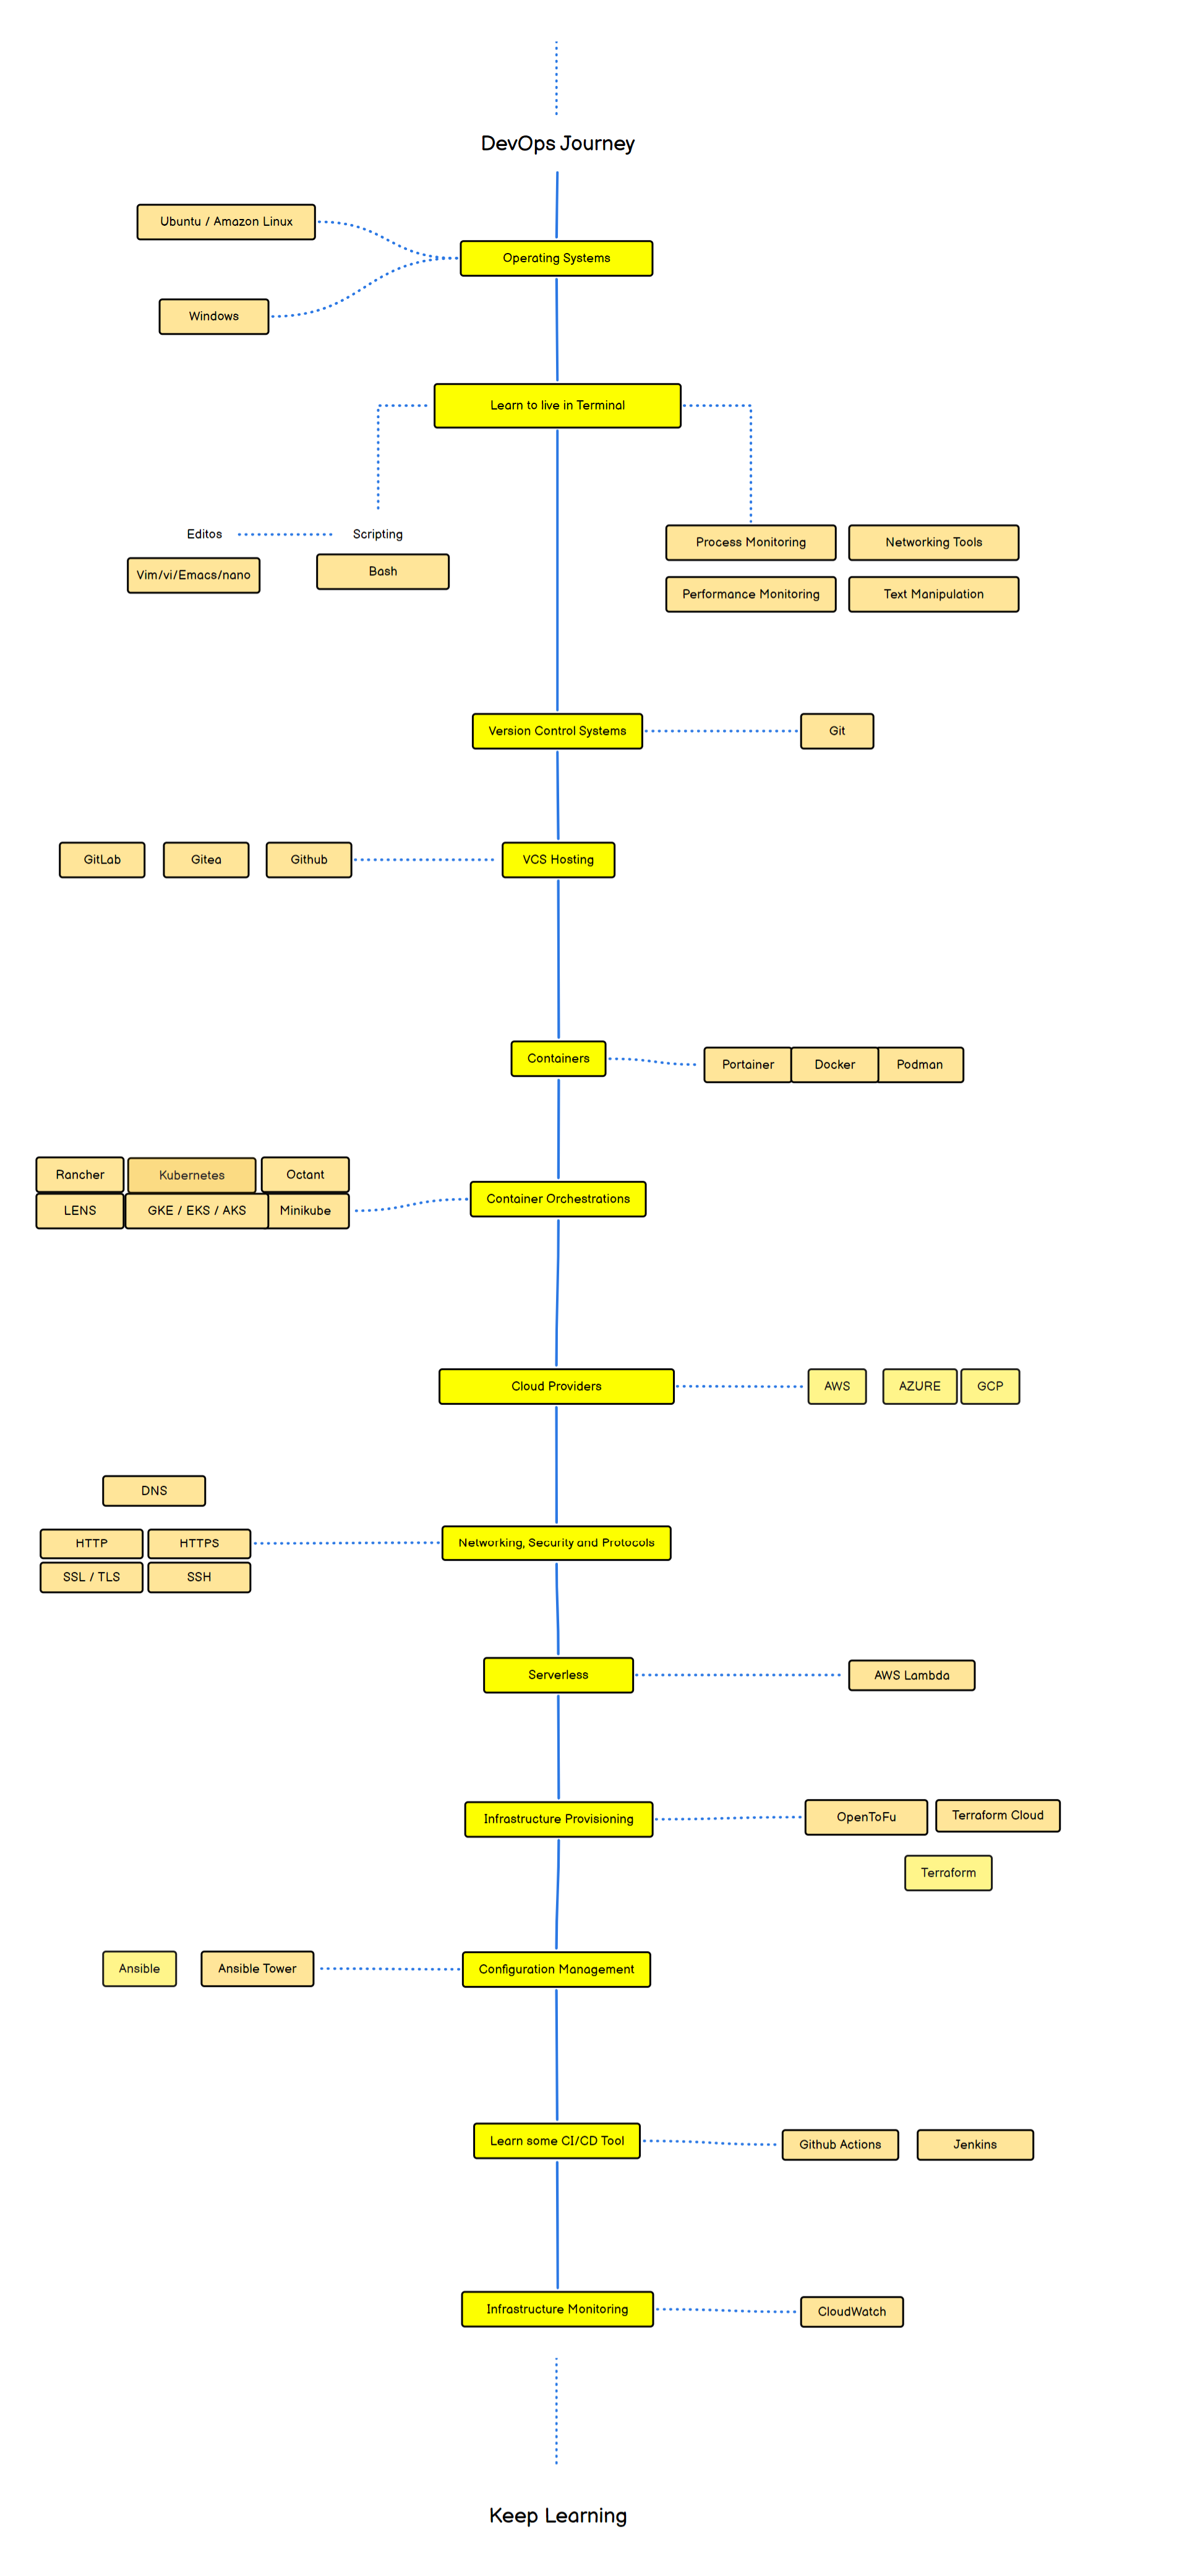 DevOps Journey
Ubuntu / Amazon Linux
Operating Systems
Windows
Learn to live in Terminal
Editos
Scripting
Vim/vi/Emacs/nano
Bash
Process Monitoring
Networking Tools
Performance Monitoring
Text Manipulation
Version Control Systems
Git
GitLab
Gitea
Github
VCS Hosting
Containers
Portainer
Docker
Podman
Rancher
Kubernetes
Octant
LENS
GKE / EKS / AKS
Minikube
Container Orchestrations
Cloud Providers
AWS
AZURE
GCP
DNS
HTTP
HTTPS
SSL / TLS
SSH
Networking, Security and Protocols
Serverless
AWS Lambda
Infrastructure Provisioning
OpenToFu
Terraform Cloud
Terraform
Ansible
Ansible Tower
Configuration Management
Learn some CI/CD Tool
Github Actions
Jenkins
Infrastructure Monitoring
CloudWatch
Keep Learning